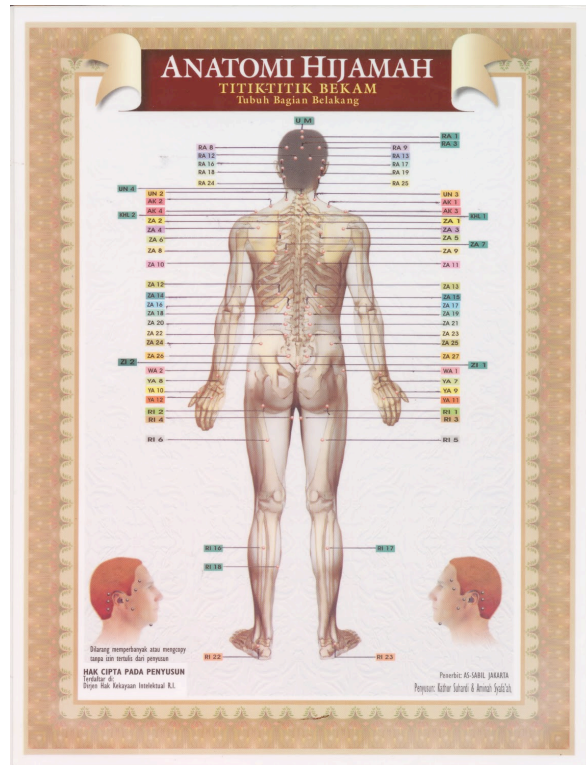 ANATOMI HIJAMAH
TITIK-TITIK BEKAM
Tubuh Bagian Belakang
U M
RA 1
RA 3
RA 8
RA 9
RA 12
RA 13
RA 16
RA 17
RA 18
RA 19
RA 24
RA 25
UN 4
UN 2
UN 3
AK 2
AK 1
AK 4
AK 3
KHL 2
KHL 1
ZA 2
ZA 1
ZA 4
ZA 3
ZA 6
ZA 5
ZA 7
ZA 8
ZA 9
ZA 10
ZA 11
ZA 12
ZA 13
ZA 14
ZA 15
ZA 16
ZA 17
ZA 18
ZA 19
ZA 20
ZA 21
ZA 22
ZA 23
ZA 24
ZA 25
ZA 26
ZA 27
ZI 2
ZI 1
WA 2
WA 1
YA 8
YA 7
YA 10
YA 9
YA 12
YA 11
RI 2
RI 1
RI 4
RI 3
RI 6
RI 5
RI 16
RI 17
RI 18
RI 22
RI 23
Dilarang memperbanyak atau mengcopy
tanpa izin tertulis dari penyusun
HAK CIPTA PADA PENYUSUN
Terdaftar di:
Dirjen Hak Kekayaan Intelektual R.I.
Penerbit: AS-SABIL JAKARTA
Penyusun: Kathur Suhardi & Aminah Syada'ah,